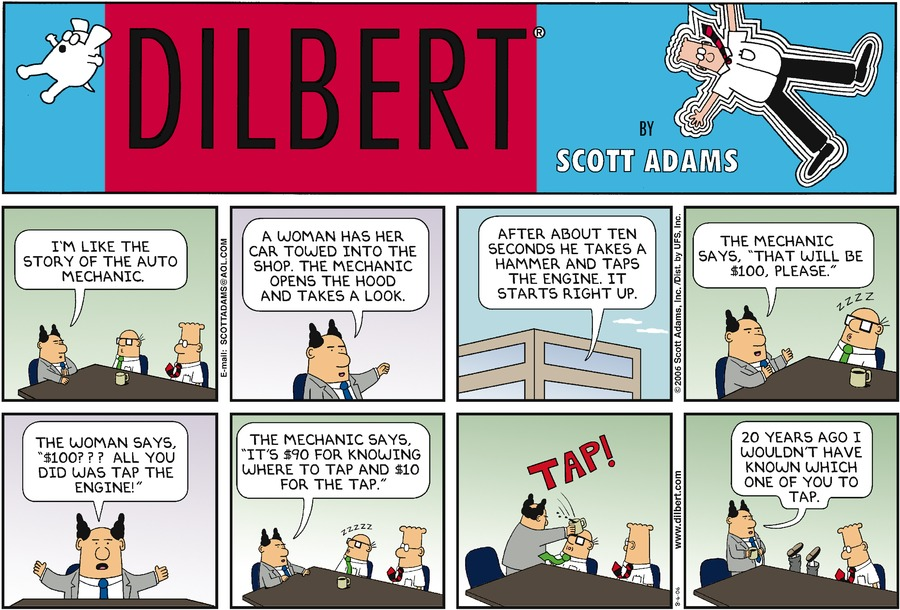 DILBERT®
BY
SCOTT ADAMS
I'M LIKE THE
STORY OF THE AUTO
MECHANIC.
E-mail: SCOTTADAMS@AOL.COM
A WOMAN HAS HER
CAR TOWED INTO THE
SHOP. THE MECHANIC
OPENS THE HOOD
AND TAKES A LOOK.
AFTER ABOUT TEN
SECONDS HE TAKES A
HAMMER AND TAPS
THE ENGINE. IT
STARTS RIGHT UP.
© 2006 Scott Adams, Inc. /Dist. by UFS, Inc.
THE MECHANIC
SAYS, "THAT WILL BE
$100, PLEASE."
ZZZZ
THE WOMAN SAYS,
"$100??? ALL YOU
DID WAS TAP THE
ENGINE!"
THE MECHANIC SAYS,
"IT'S $90 FOR KNOWING
WHERE TO TAP AND $10
FOR THE TAP."
ZZZZZ
TAP!
www.dilbert.com
20 YEARS AGO I
WOULDN'T HAVE
KNOWN WHICH
ONE OF YOU TO
TAP.